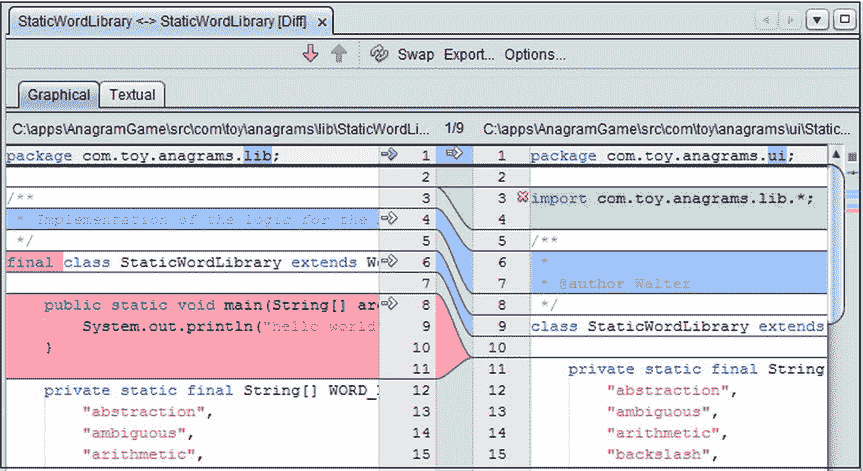 StaticWordLibrary <-> StaticWordLibrary [Diff] x
Swap Export... Options...
Graphical Textual
C:\apps\AnagramGame\src\com\toy\anagrams\lib\StaticWordLi... 1/9 C:\apps\AnagramGame\src\com\toy\anagrams\ui\Static...
package com.toy.anagrams.lib; 1 1 package com.toy.anagrams.ui;
2 2
/** 3 3 import com.toy.anagrams.lib.*;
* Implementation of the logic for the 4 4
*/ 5 5 /**
final class StaticWordLibrary extends Wo 6 6 *
7 7 * @author Walter
public static void main(String[] ar 8 8 */
System.out.println("hello world 9 9 class StaticWordLibrary extends
} 10 10
11 11 private static final String
private static final String[] WORD_ 12 12 "abstraction",
"abstraction", 13 13 "ambiguous",
"ambiguous", 14 14 "arithmetic",
"arithmetic", 15 15 "backslash",